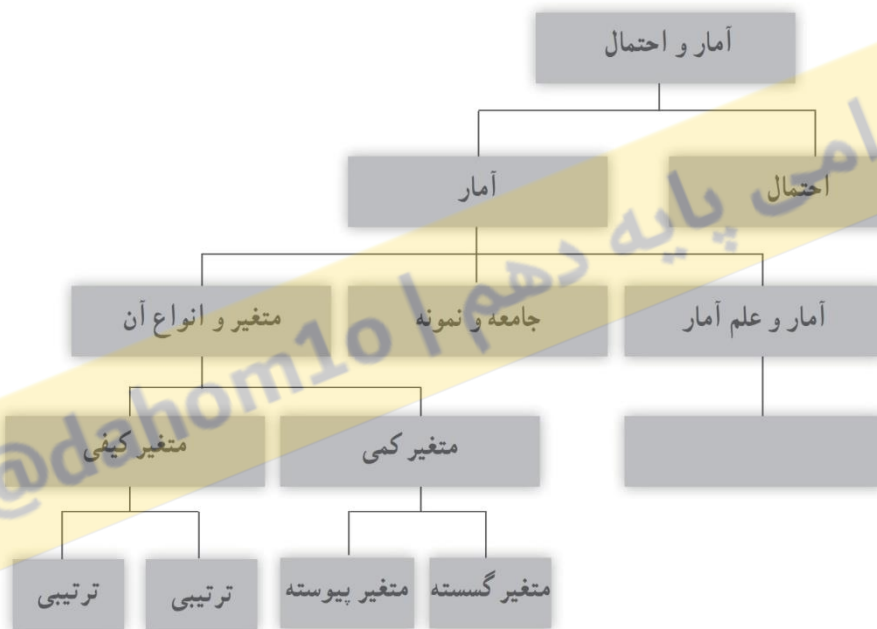 آمار و احتمال
احتمال
آمار
آمار و علم آمار
جامعه و نمونه
متغیر و انواع آن
متغیر کمی
متغیر کیفی
متغیر گسسته
متغیر پیوسته
ترتیبی
ترتیبی
@dahom1o | امی پایه دهم